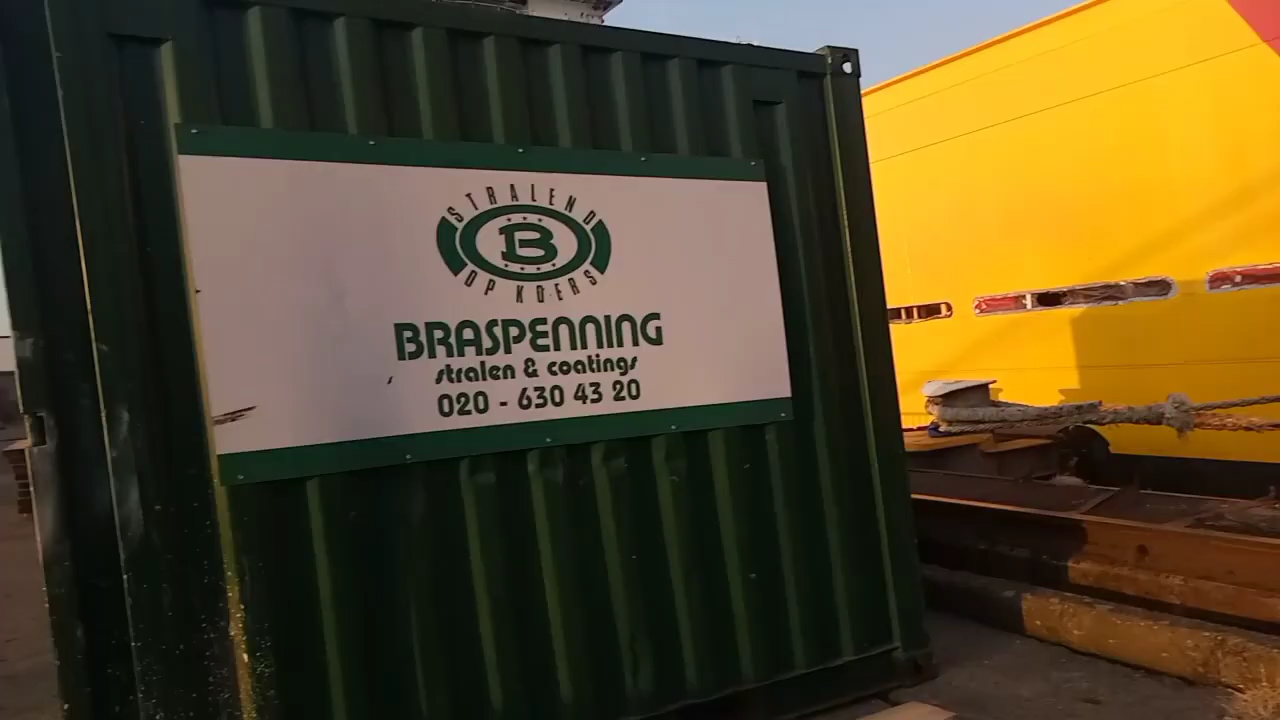 STRALEND
B
OP KOERS
BRASPENNING
stralen & coatings
020 - 630 43 20